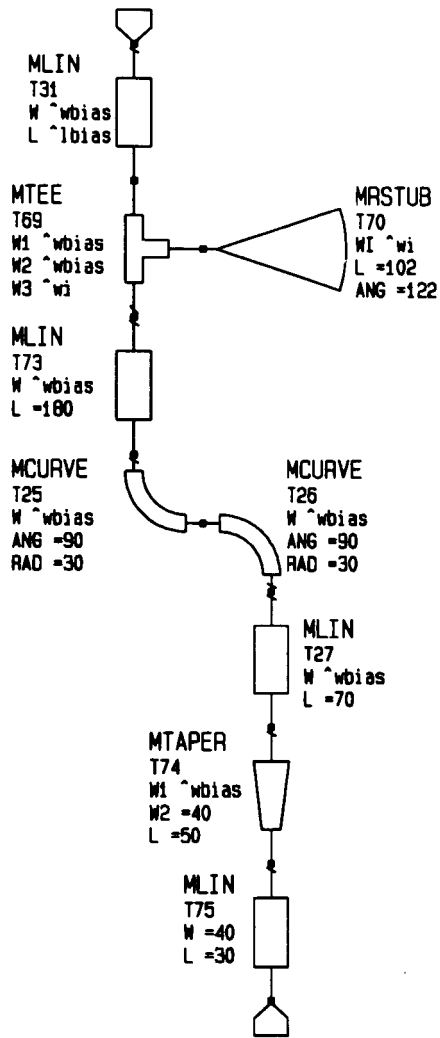 MLIN
T31
W ^wbias
L ^lbias
MTEE
T69
W1 ^wbias
W2 ^wbias
W3 ^wi
MRSTUB
T70
WI ^wi
L =102
ANG =122
MLIN
T73
W ^wbias
L =180
MCURVE
T25
W ^wbias
ANG =90
RAD =30
MCURVE
T26
W ^wbias
ANG =90
RAD =30
MLIN
T27
W ^wbias
L =70
MTAPER
T74
W1 ^wbias
W2 =40
L =50
MLIN
T75
W =40
L =30